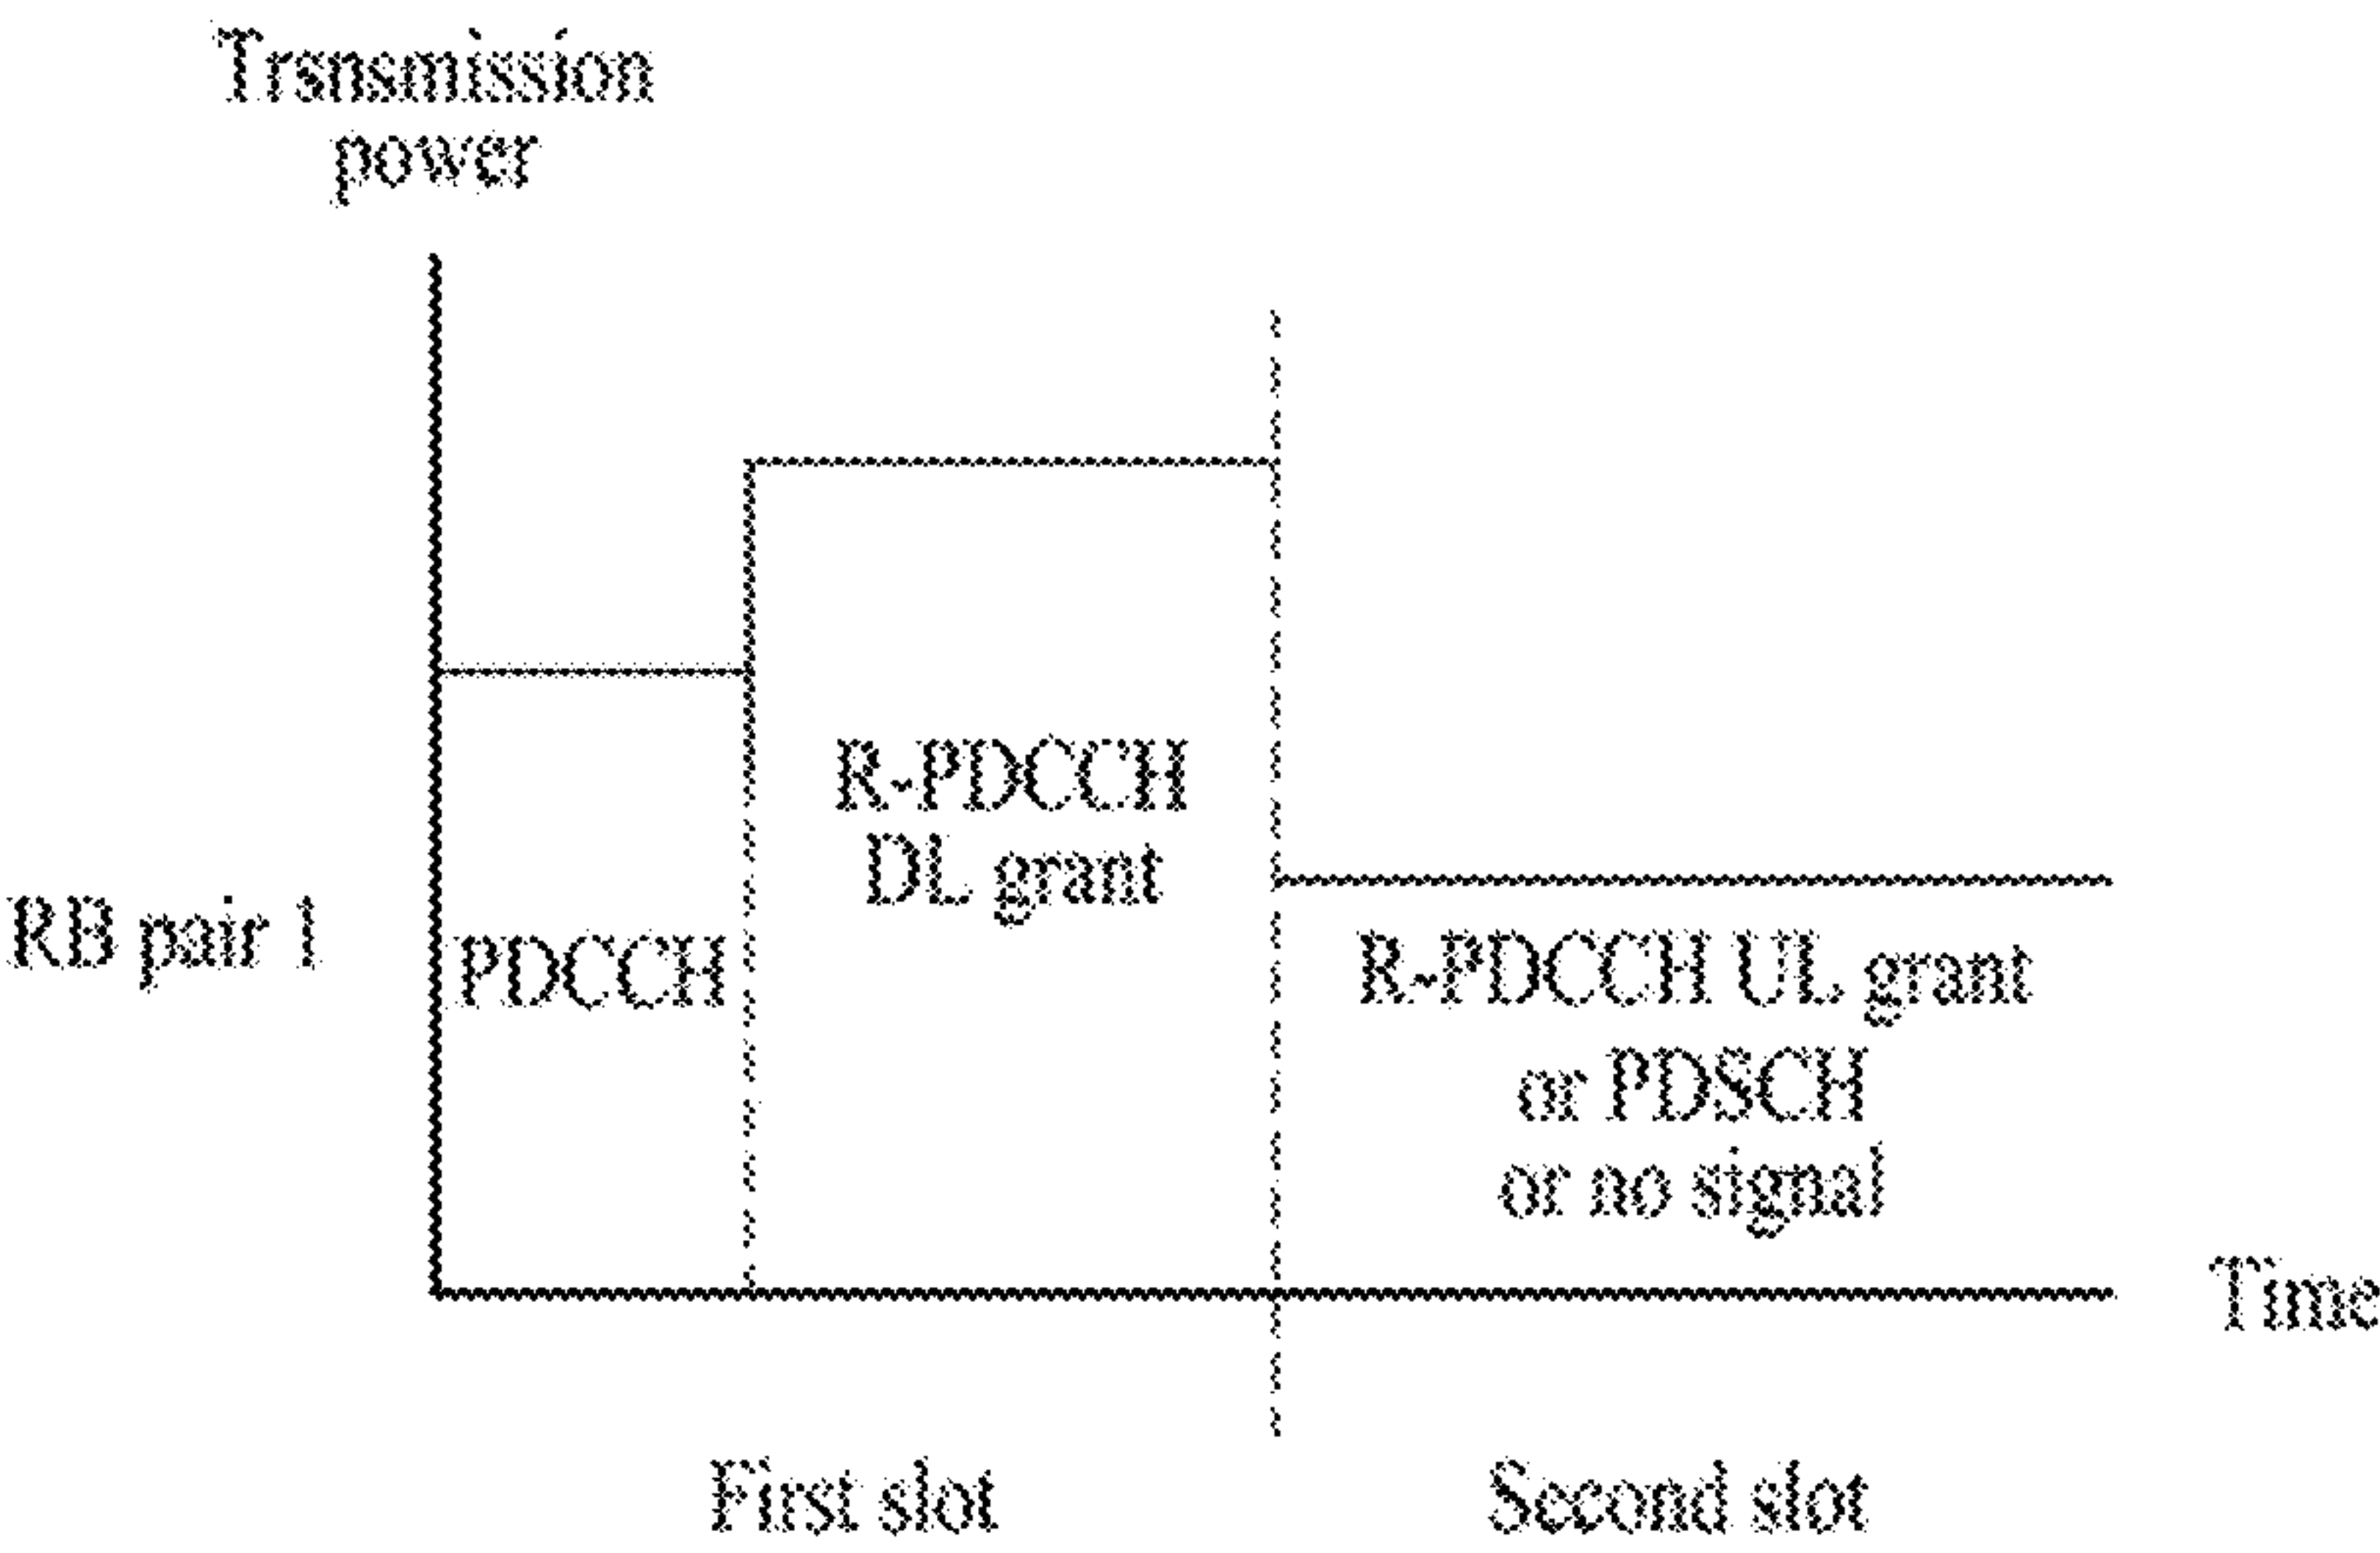 Transmission
power
R-PDCCH
DL grant
RB pair 1
PDCCH
R-PDCCH UL grant
or PDSCH
or no signal
Time
First slot
Second slot